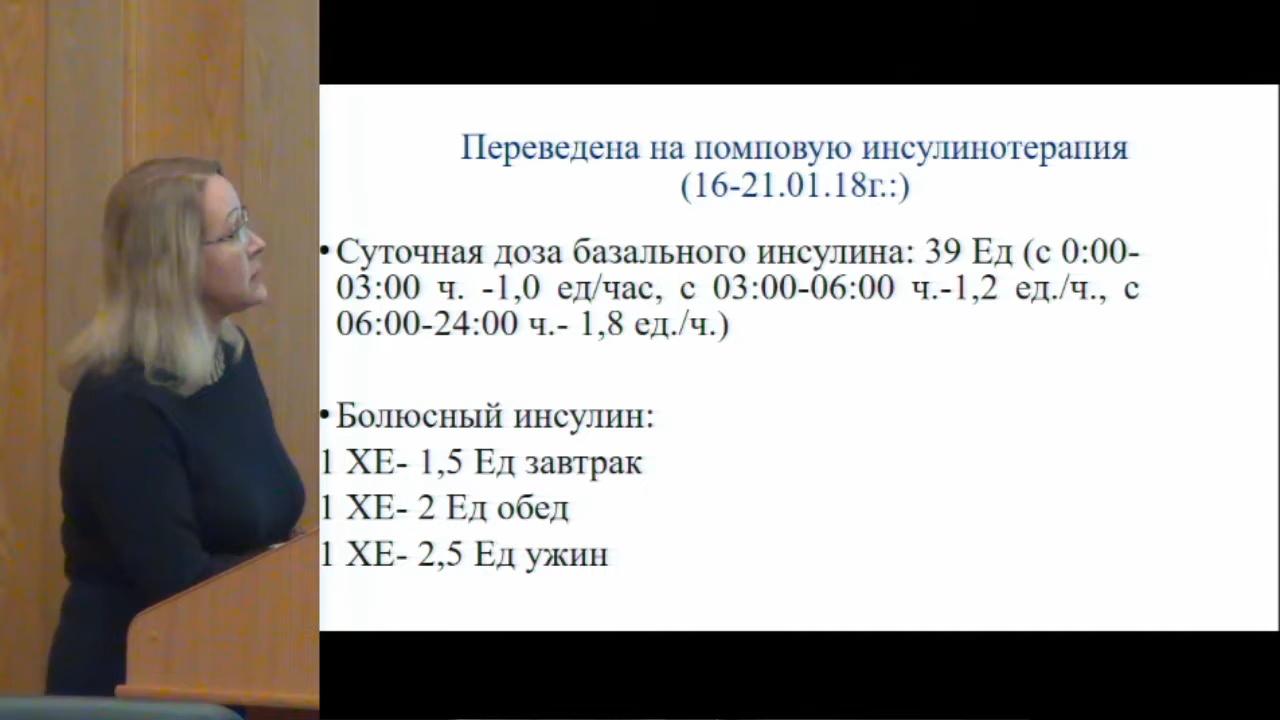 Переведена на помповую инсулинотерапия
(16-21.01.18г.:)
• Суточная доза базального инсулина: 39 Ед (с 0:00-
03:00 ч. -1,0 ед/час, с 03:00-06:00 ч.-1,2 ед./ч., с
06:00-24:00 ч.- 1,8 ед./ч.)
• Болюсный инсулин:
1 ХЕ- 1,5 Ед завтрак
1 ХЕ- 2 Ед обед
1 ХЕ- 2,5 Ед ужин